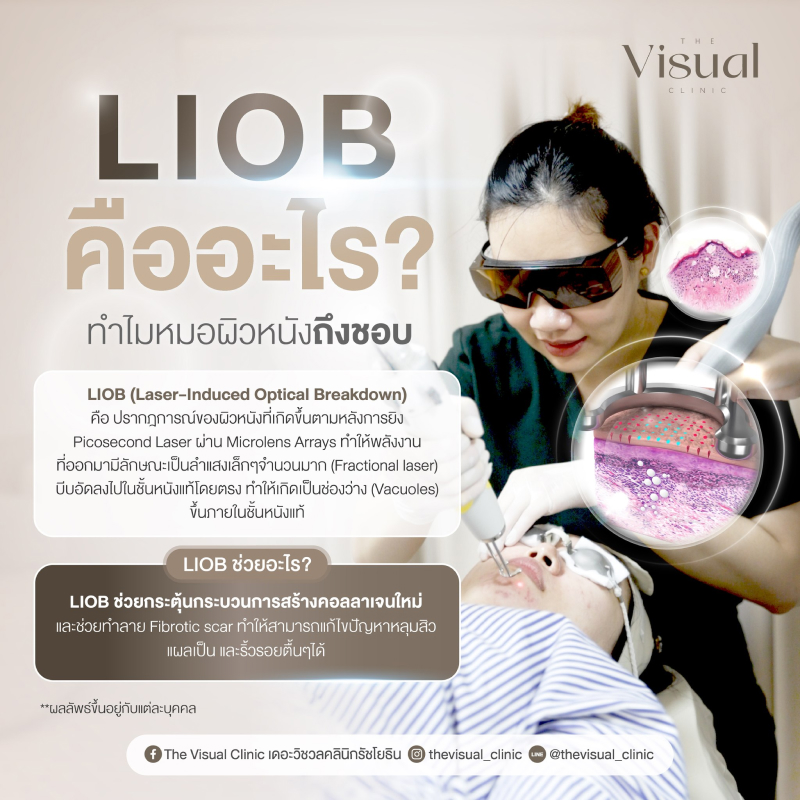 THE
Visual
CLINIC
LIOB
คืออะไร?
ทำไมหมอผิวหนังถึงชอบ
LIOB (Laser-Induced Optical Breakdown)
คือ ปรากฎการณ์ของผิวหนังที่เกิดขึ้นตามหลังการยิง
Picosecond Laser ผ่าน Microlens Arrays ทำให้พลังงาน
ที่ออกมามีลักษณะเป็นลำแสงเล็กๆจำนวนมาก (Fractional laser)
บีบอัดลงไปในชั้นหนังแท้โดยตรง ทำให้เกิดเป็นช่องว่าง (Vacuoles)
ขึ้นภายในชั้นหนังแท้
LIOB ช่วยอะไร?
LIOB ช่วยกระตุ้นกระบวนการสร้างคอลลาเจนใหม่
และช่วยทำลาย Fibrotic scar ทำให้สามารถแก้ไขปัญหาหลุมสิว
แผลเป็น และริ้วรอยตื้นๆได้
**ผลลัพธ์ขึ้นอยู่กับแต่ละบุคคล
The Visual Clinic เดอะวิชวลคลินิกรัชโยธิน thevisual_clinic LINE @thevisual_clinic